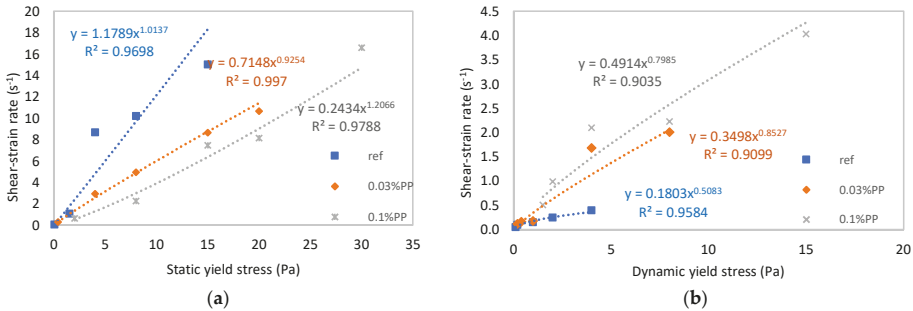 20
18
16
14
12
10
8
6
4
2
0
Shear-strain rate (s⁻¹)
y = 1.1789x^1.0137
R² = 0.9698
y = 0.7148x^0.9254
R² = 0.997
y = 0.2434x^1.2066
R² = 0.9788
ref
0.03%PP
0.1%PP
0 5 10 15 20 25 30 35
Static yield stress (Pa)
(a)
4.5
4.0
3.5
3.0
2.5
2.0
1.5
1.0
0.5
0.0
Shear-strain rate (s⁻¹)
y = 0.4914x^0.7985
R² = 0.9035
y = 0.3498x^0.8527
R² = 0.9099
y = 0.1803x^0.5083
R² = 0.9584
ref
0.03%PP
0.1%PP
0 5 10 15 20
Dynamic yield stress (Pa)
(b)